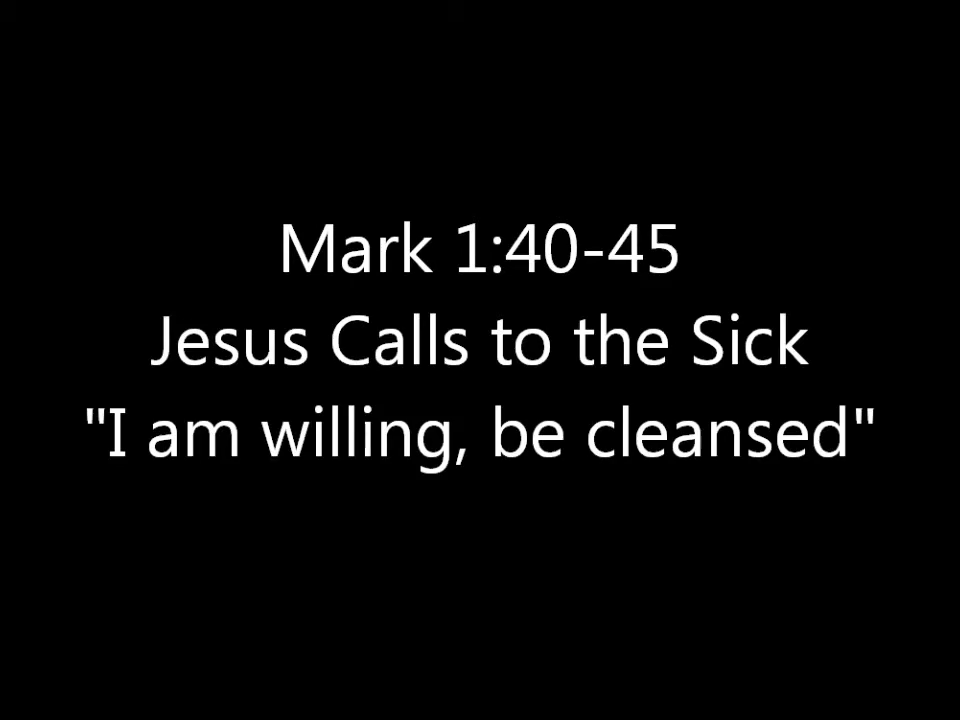 Mark 1:40-45
Jesus Calls to the Sick
"I am willing, be cleansed"